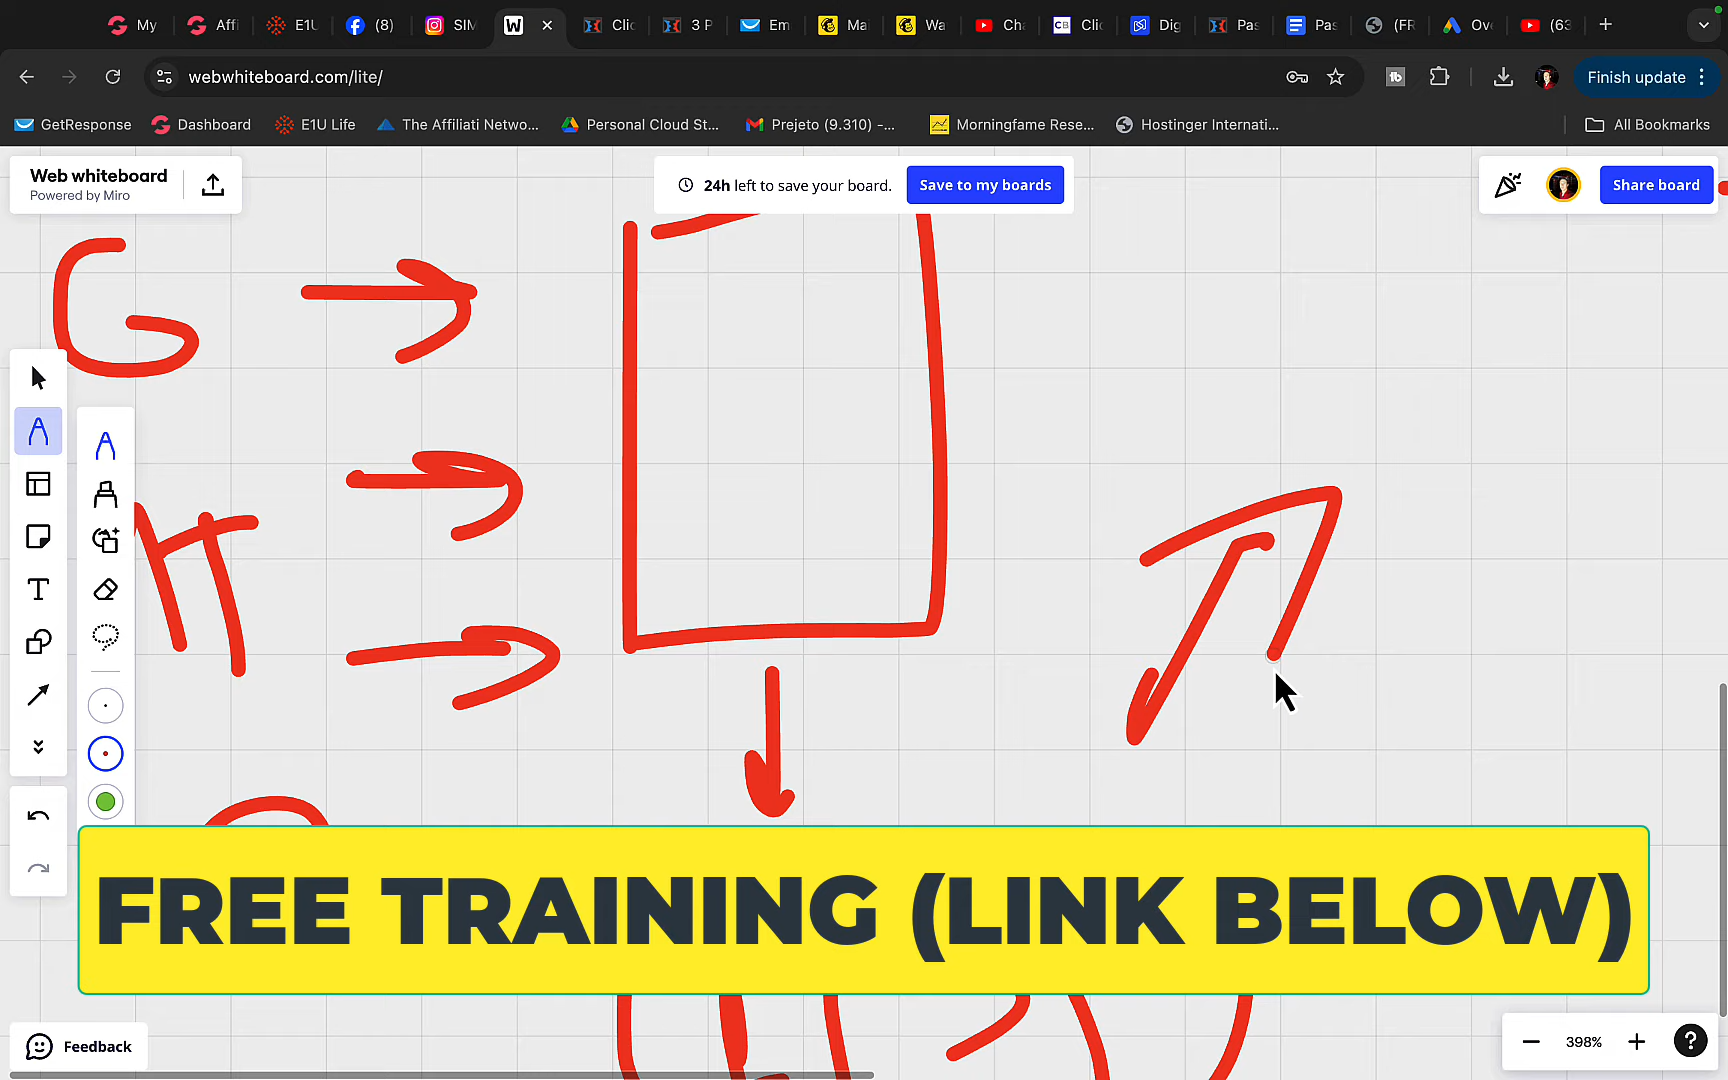 My
Affi
E1U
(8)
SIM
W
Clic
3 P
Em
Ma
Wa
Cha
CB
Clic
Dig
Pas
Pas
(FR
Ove
(63
webwhiteboard.com/lite/
Finish update
GetResponse
Dashboard
E1U Life
The Affiliati Netwo...
Personal Cloud St...
Prejeto (9.310) -...
Morningfame Rese...
Hostinger Internati...
All Bookmarks
Web whiteboard
Powered by Miro
24h left to save your board.
Save to my boards
Share board
G
FREE TRAINING (LINK BELOW)
Feedback
398%